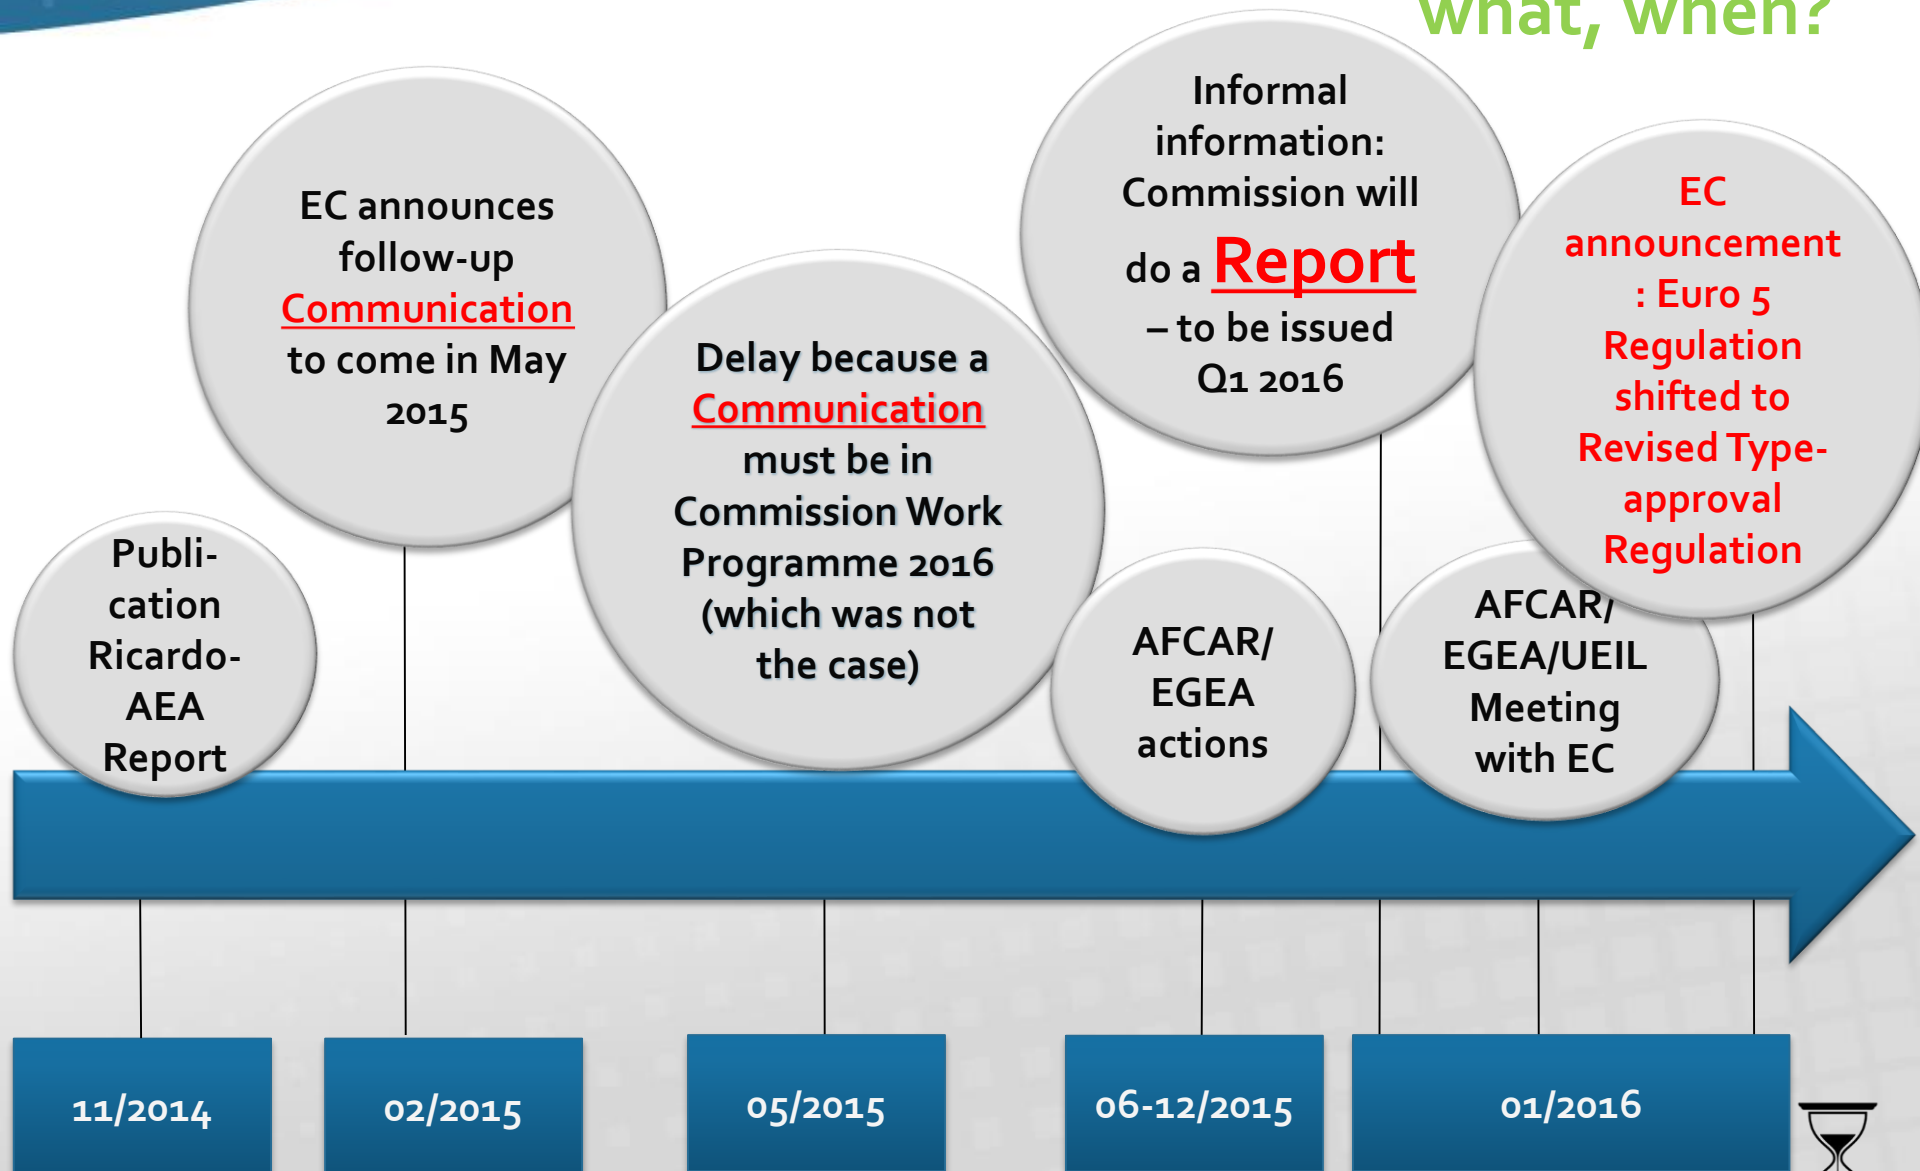 what, when?
EC announces
follow-up
Communication
to come in May
2015
Informal
information:
Commission will
do a Report
– to be issued
Q1 2016
EC
announcement
: Euro 5
Regulation
shifted to
Revised Type-
approval
Regulation
Delay because a
Communication
must be in
Commission Work
Programme 2016
(which was not
the case)
Publi-
cation
Ricardo-
AEA
Report
AFCAR/
EGEA
actions
AFCAR/
EGEA/UEIL
Meeting
with EC
11/2014
02/2015
05/2015
06-12/2015
01/2016